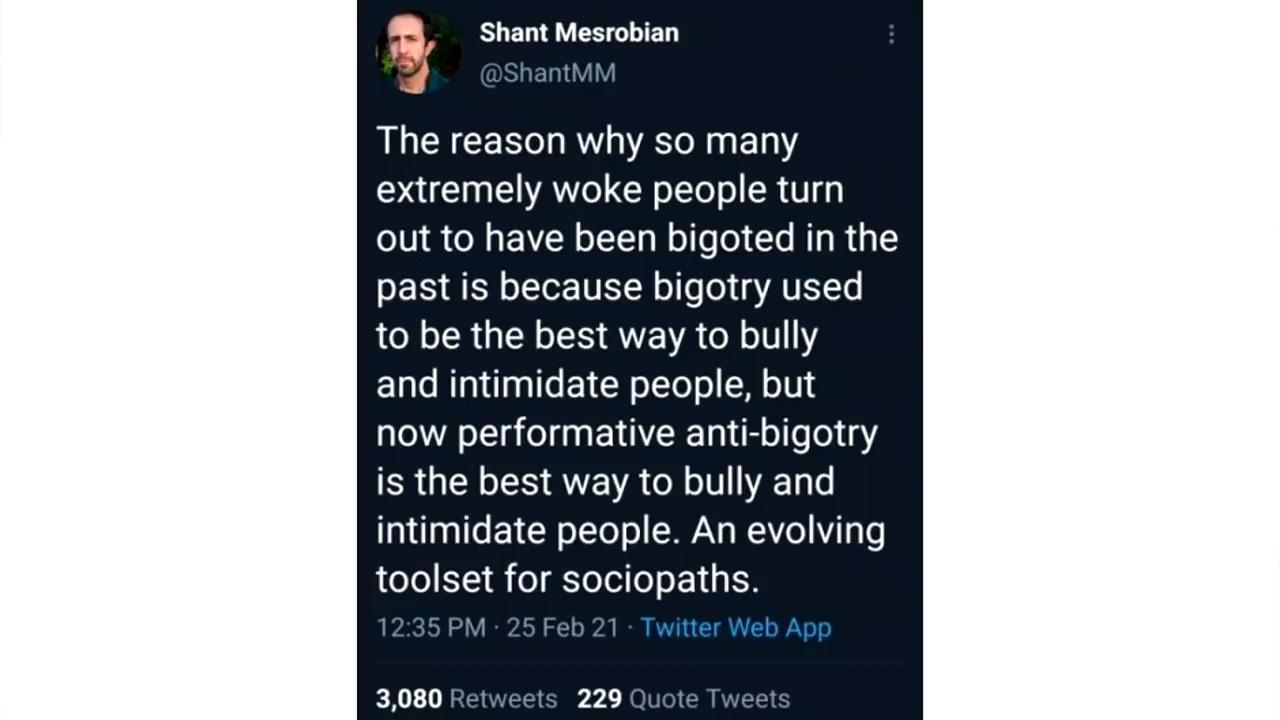 Shant Mesrobian
@ShantMM
The reason why so many
extremely woke people turn
out to have been bigoted in the
past is because bigotry used
to be the best way to bully
and intimidate people, but
now performative anti-bigotry
is the best way to bully and
intimidate people. An evolving
toolset for sociopaths.
12:35 PM · 25 Feb 21 · Twitter Web App
3,080 Retweets 229 Quote Tweets